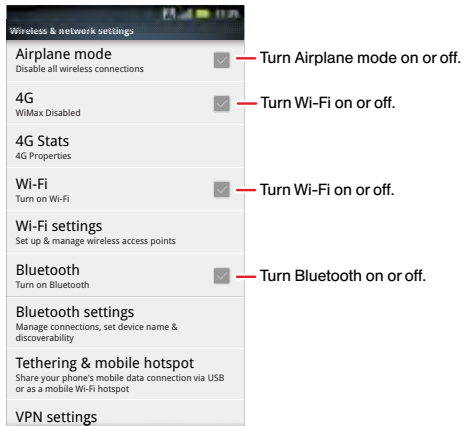 Wireless & network settings
Airplane mode
Disable all wireless connections
Turn Airplane mode on or off.
4G
WiMax Disabled
Turn Wi-Fi on or off.
4G Stats
4G Properties
Wi-Fi
Turn on Wi-Fi
Turn Wi-Fi on or off.
Wi-Fi settings
Set up & manage wireless access points
Bluetooth
Turn on Bluetooth
Turn Bluetooth on or off.
Bluetooth settings
Manage connections, set device name &
discoverability
Tethering & mobile hotspot
Share your phone's mobile data connection via USB
or as a mobile Wi-Fi hotspot
VPN settings